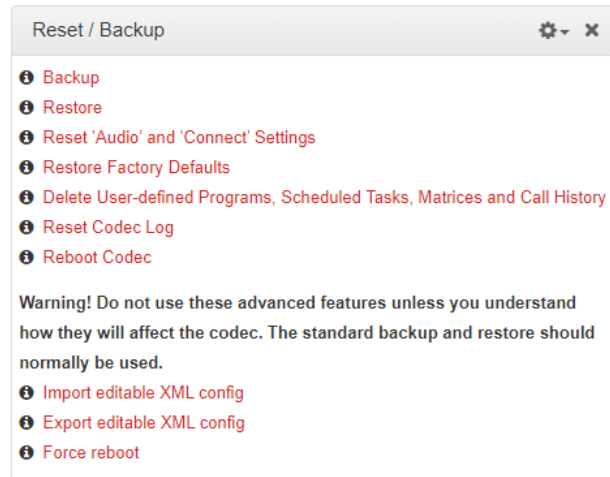 Reset / Backup
Backup
Restore
Reset 'Audio' and 'Connect' Settings
Restore Factory Defaults
Delete User-defined Programs, Scheduled Tasks, Matrices and Call History
Reset Codec Log
Reboot Codec
Warning! Do not use these advanced features unless you understand
how they will affect the codec. The standard backup and restore should
normally be used.
Import editable XML config
Export editable XML config
Force reboot